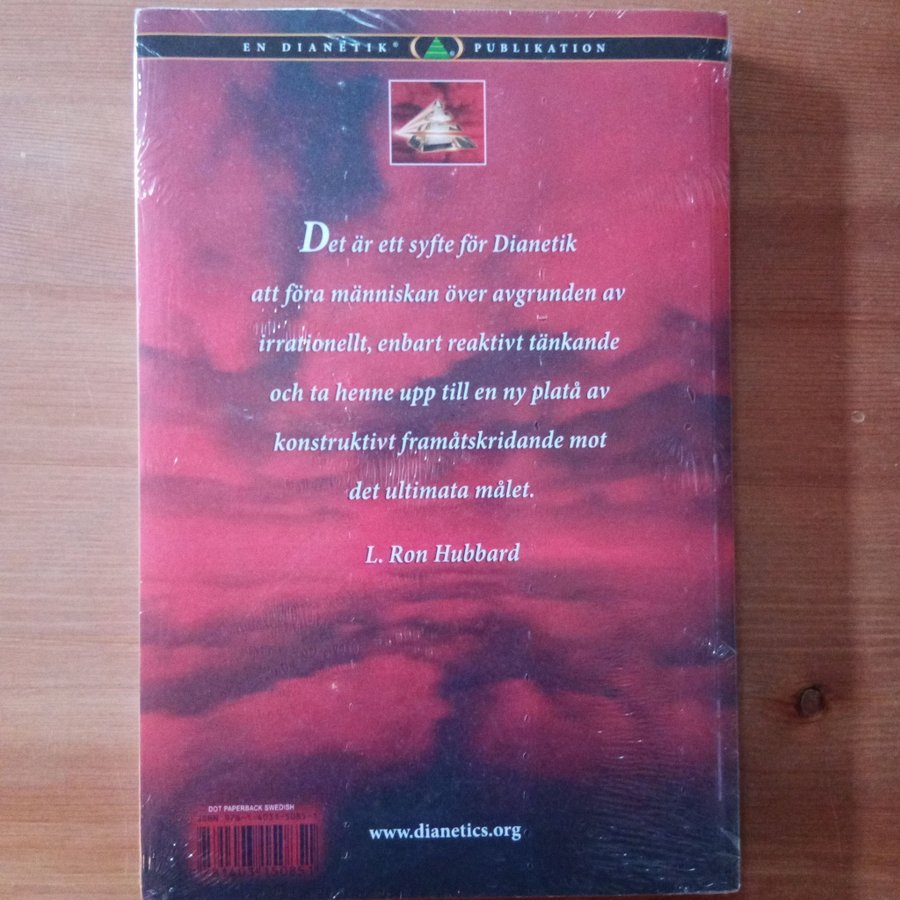 EN DIANETIK® PUBLIKATION
Det är ett syfte för Dianetik
att föra människan över avgrunden av
irrationellt, enbart reaktivt tänkande
och ta henne upp till en ny platå av
konstruktivt framåtskridande mot
det ultimata målet.
L. Ron Hubbard
DOT PAPERBACK SWEDISH
ISBN
www.dianetics.org